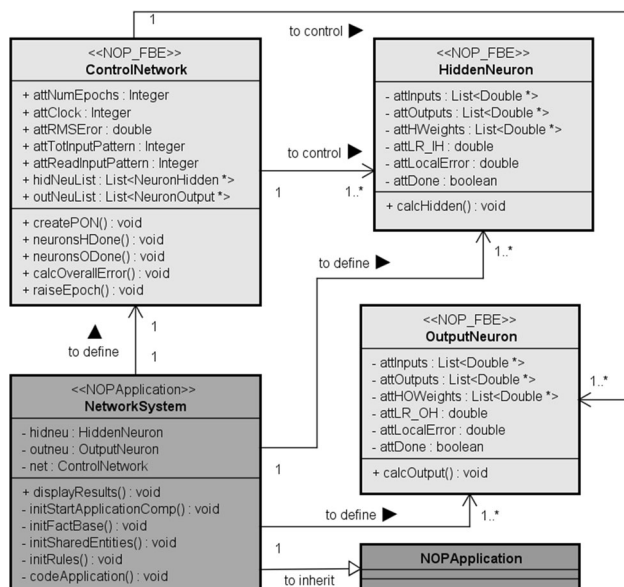 1
to control ▶
<<NOP_FBE>>
ControlNetwork
+ attNumEpochs : Integer
+ attClock : Integer
+ attRMSEror : double
+ attTotInputPattern : Integer
+ attReadInputPattern : Integer
+ hidNeuList : List<NeuronHidden *>
+ outNeuList : List<NeuronOutput *>
+ createPON() : void
+ neuronsHDone() : void
+ neuronsODone() : void
+ calcOverallError() : void
+ raiseEpoch() : void
<<NOP_FBE>>
HiddenNeuron
- attInputs : List<Double *>
- attOutputs : List<Double *>
- attHWeights : List<Double *>
- attLR_IH : double
- attLocalError : double
- attDone : boolean
+ calcHidden() : void
to control ▶
1
1..*
to define ▶
1..*
▲
to define
1
1
<<NOP_FBE>>
OutputNeuron
- attInputs : List<Double *>
- attOutputs : List<Double *>
- attHOWeights : List<Double *>
- attLR_OH : double
- attLocalError : double
- attDone : boolean
+ calcOutput() : void
1..*
<<NOPApplication>>
NetworkSystem
- hidneu : HiddenNeuron
- outneu : OutputNeuron
- net : ControlNetwork
+ displayResults() : void
- initStartApplicationComp() : void
- initFactBase() : void
- initSharedEntities() : void
- initRules() : void
- codeApplication() : void
1
to define ▶
1..*
1
to inherit
NOPApplication